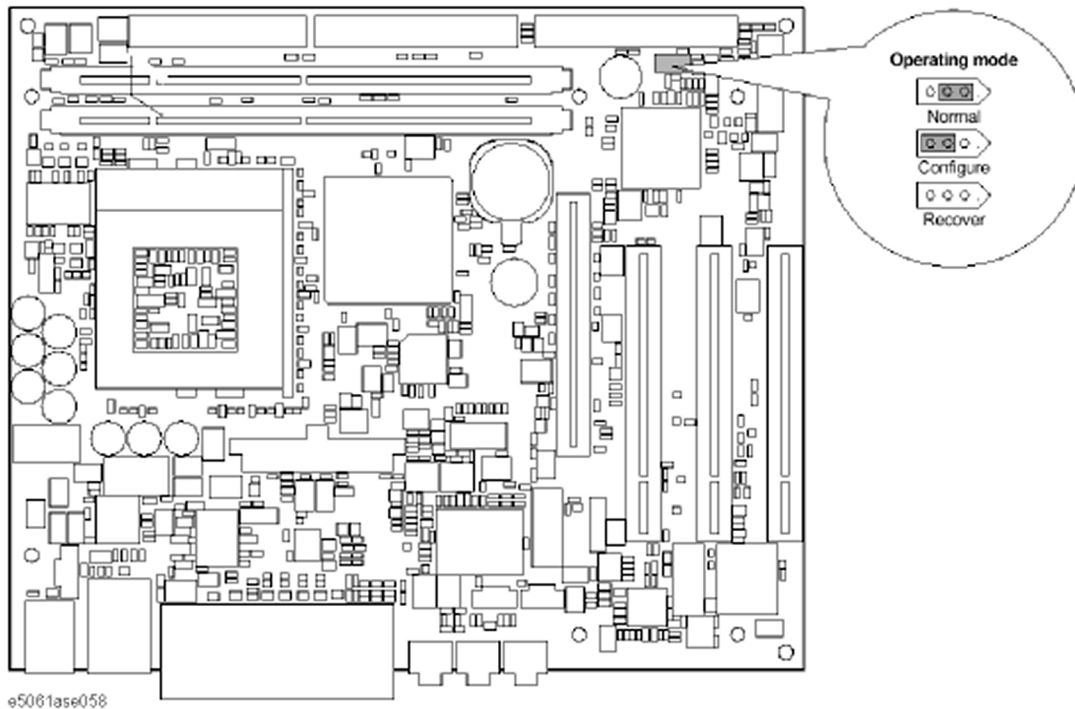 Operating mode
Normal
Configure
Recover
e5061ase058